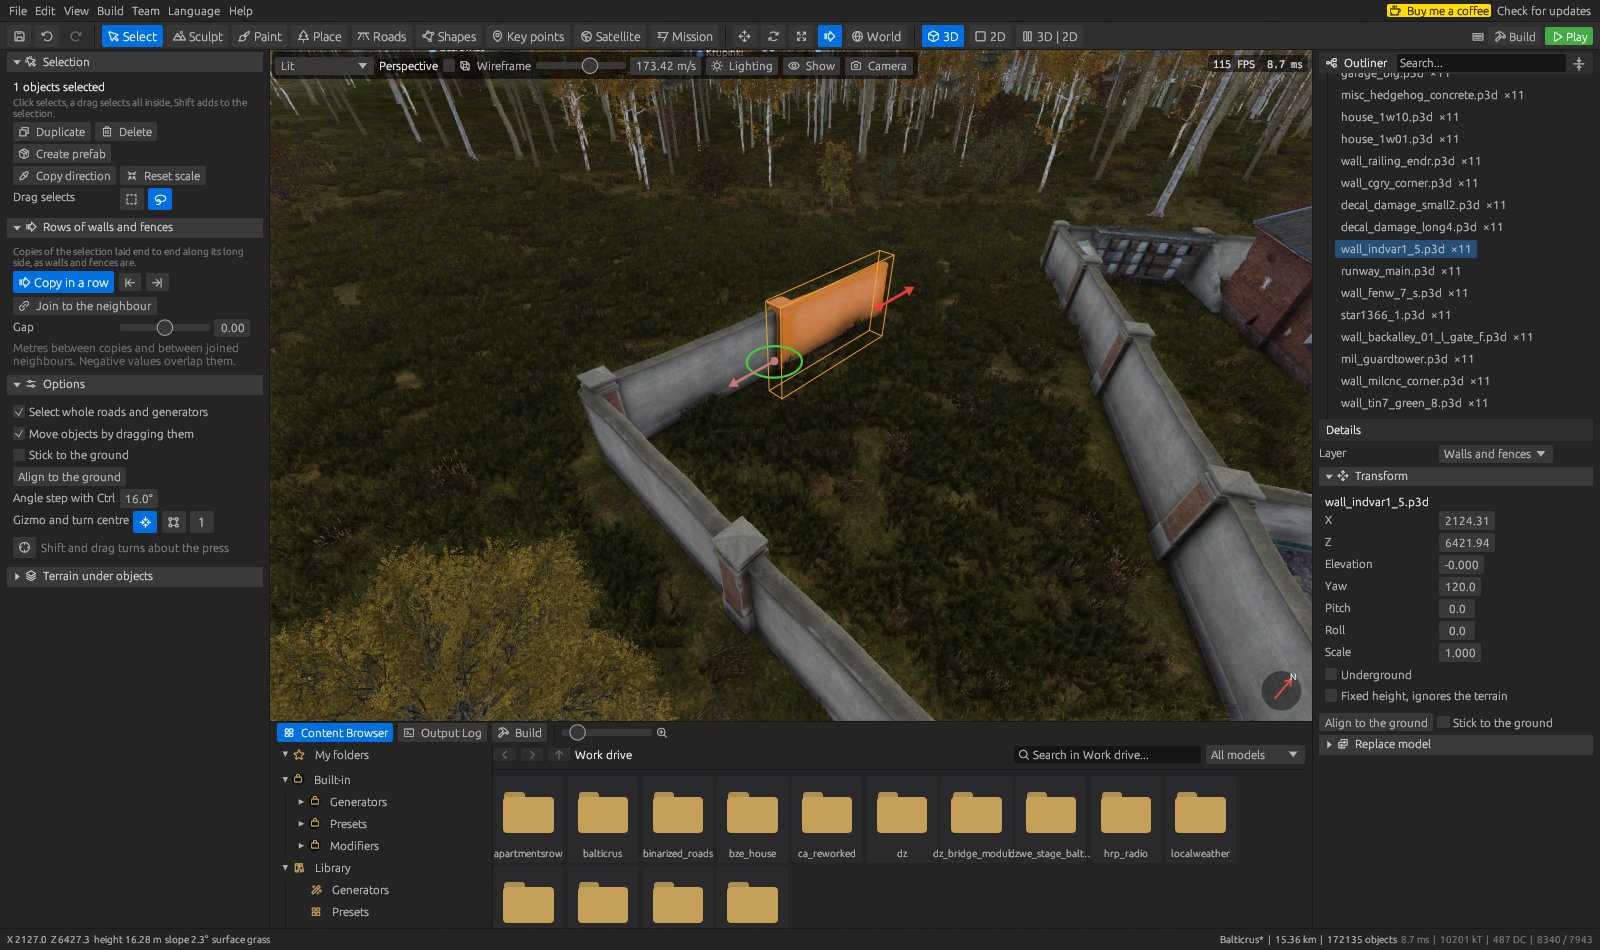 File Edit View Build Team Language Help
Buy me a coffee Check for updates
Select Sculpt Paint Place Roads Shapes Key points Satellite Mission World 3D 2D 3D | 2D Build Play
Selection
1 objects selected
Click selects, a drag selects all inside, Shift adds to the selection.
Duplicate Delete
Create prefab
Copy direction Reset scale
Drag selects
Rows of walls and fences
Copies of the selection laid end to end along its long side, as walls and fences are.
Copy in a row
Join to the neighbour
Gap 0.00
Metres between copies and between joined neighbours. Negative values overlap them.
Options
Select whole roads and generators
Move objects by dragging them
Stick to the ground
Align to the ground
Angle step with Ctrl 16.0°
Gizmo and turn centre 1
Shift and drag turns about the press
Terrain under objects
Lit Perspective Wireframe 173.42 m/s Lighting Show Camera
115 FPS 8.7 ms
N
Outliner Search...
garage_big.p3d ×11
misc_hedgehog_concrete.p3d ×11
house_1w10.p3d ×11
house_1w01.p3d ×11
wall_railing_endr.p3d ×11
wall_cgry_corner.p3d ×11
decal_damage_small2.p3d ×11
decal_damage_long4.p3d ×11
wall_indvar1_5.p3d ×11
runway_main.p3d ×11
wall_fenw_7_s.p3d ×11
star1366_1.p3d ×11
wall_backalley_01_l_gate_f.p3d ×11
mil_guardtower.p3d ×11
wall_milcnc_corner.p3d ×11
wall_tin7_green_8.p3d ×11
Details
Layer Walls and fences
Transform
wall_indvar1_5.p3d
X 2124.31
Z 6421.94
Elevation -0.000
Yaw 120.0
Pitch 0.0
Roll 0.0
Scale 1.000
Underground
Fixed height, ignores the terrain
Align to the ground Stick to the ground
Replace model
Content Browser Output Log Build
My folders
Built-in
Generators
Presets
Modifiers
Library
Generators
Presets
Work drive
Search in Work drive... All models
apartmentsrow balticrus binarized_roads bze_house ca_reworked dz dz_bridge_modul dzwe_stage_balt... hrp_radio localweather
X 2127.0 Z 6427.3 height 16.28 m slope 2.3° surface grass
Balticrus* | 15.36 km | 172135 objects 8.7 ms | 10201 kT | 487 DC | 8340 / 7943